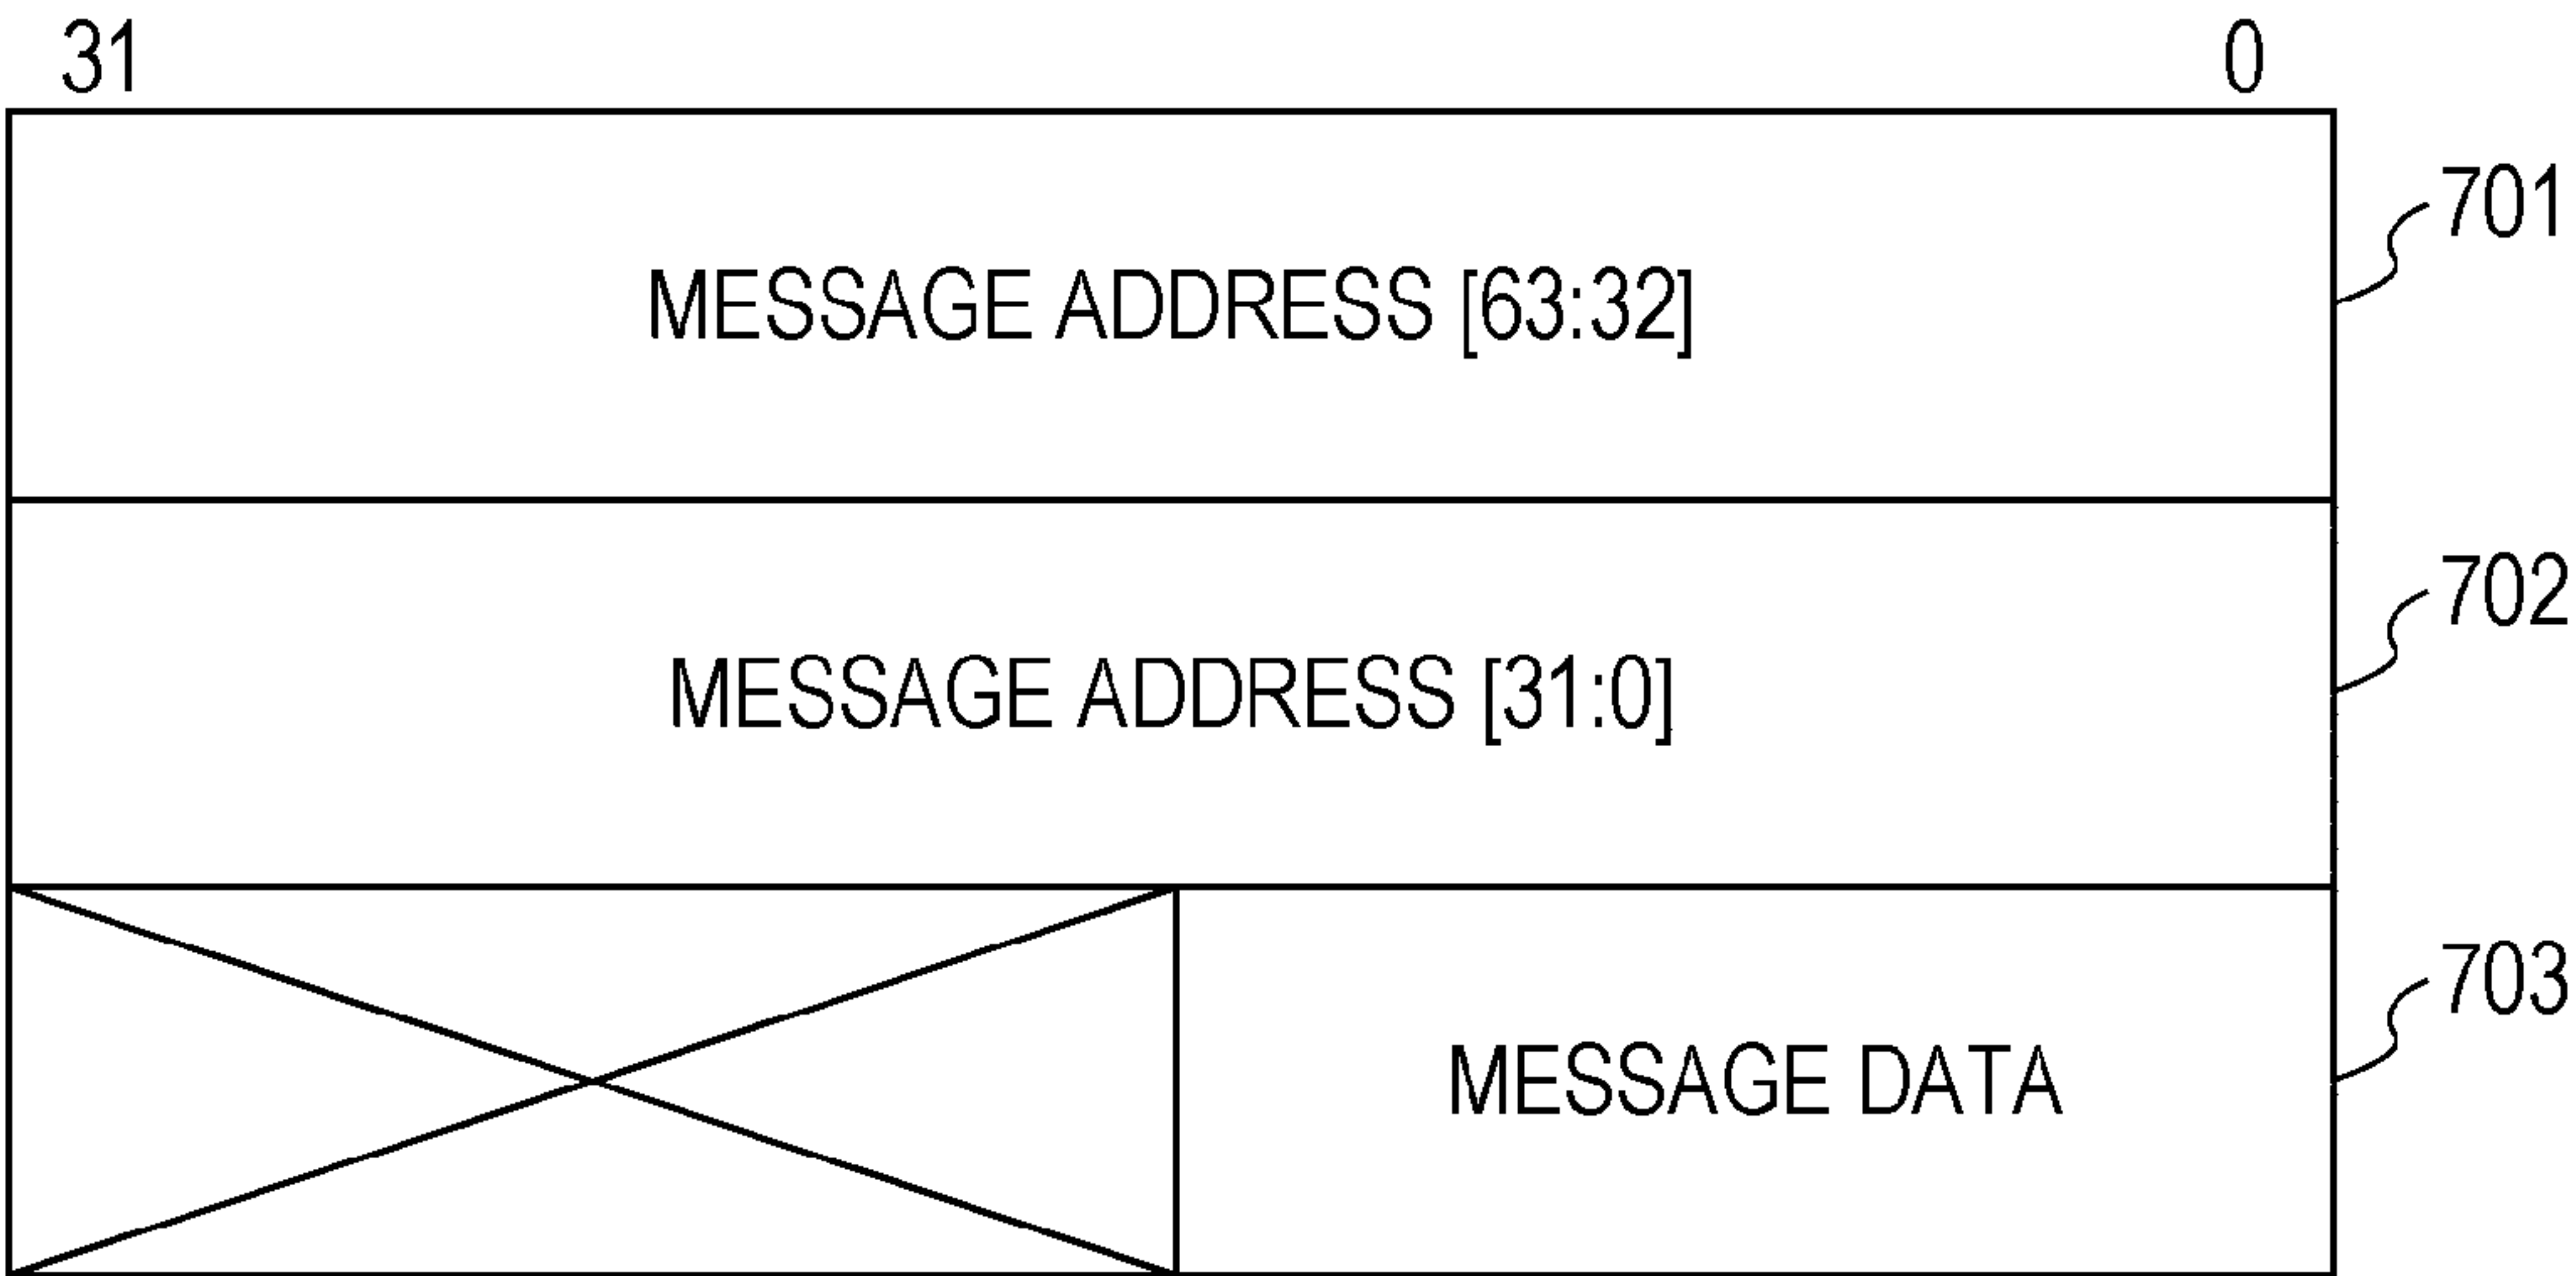 31 0
MESSAGE ADDRESS [63:32] 701
MESSAGE ADDRESS [31:0] 702
MESSAGE DATA 703